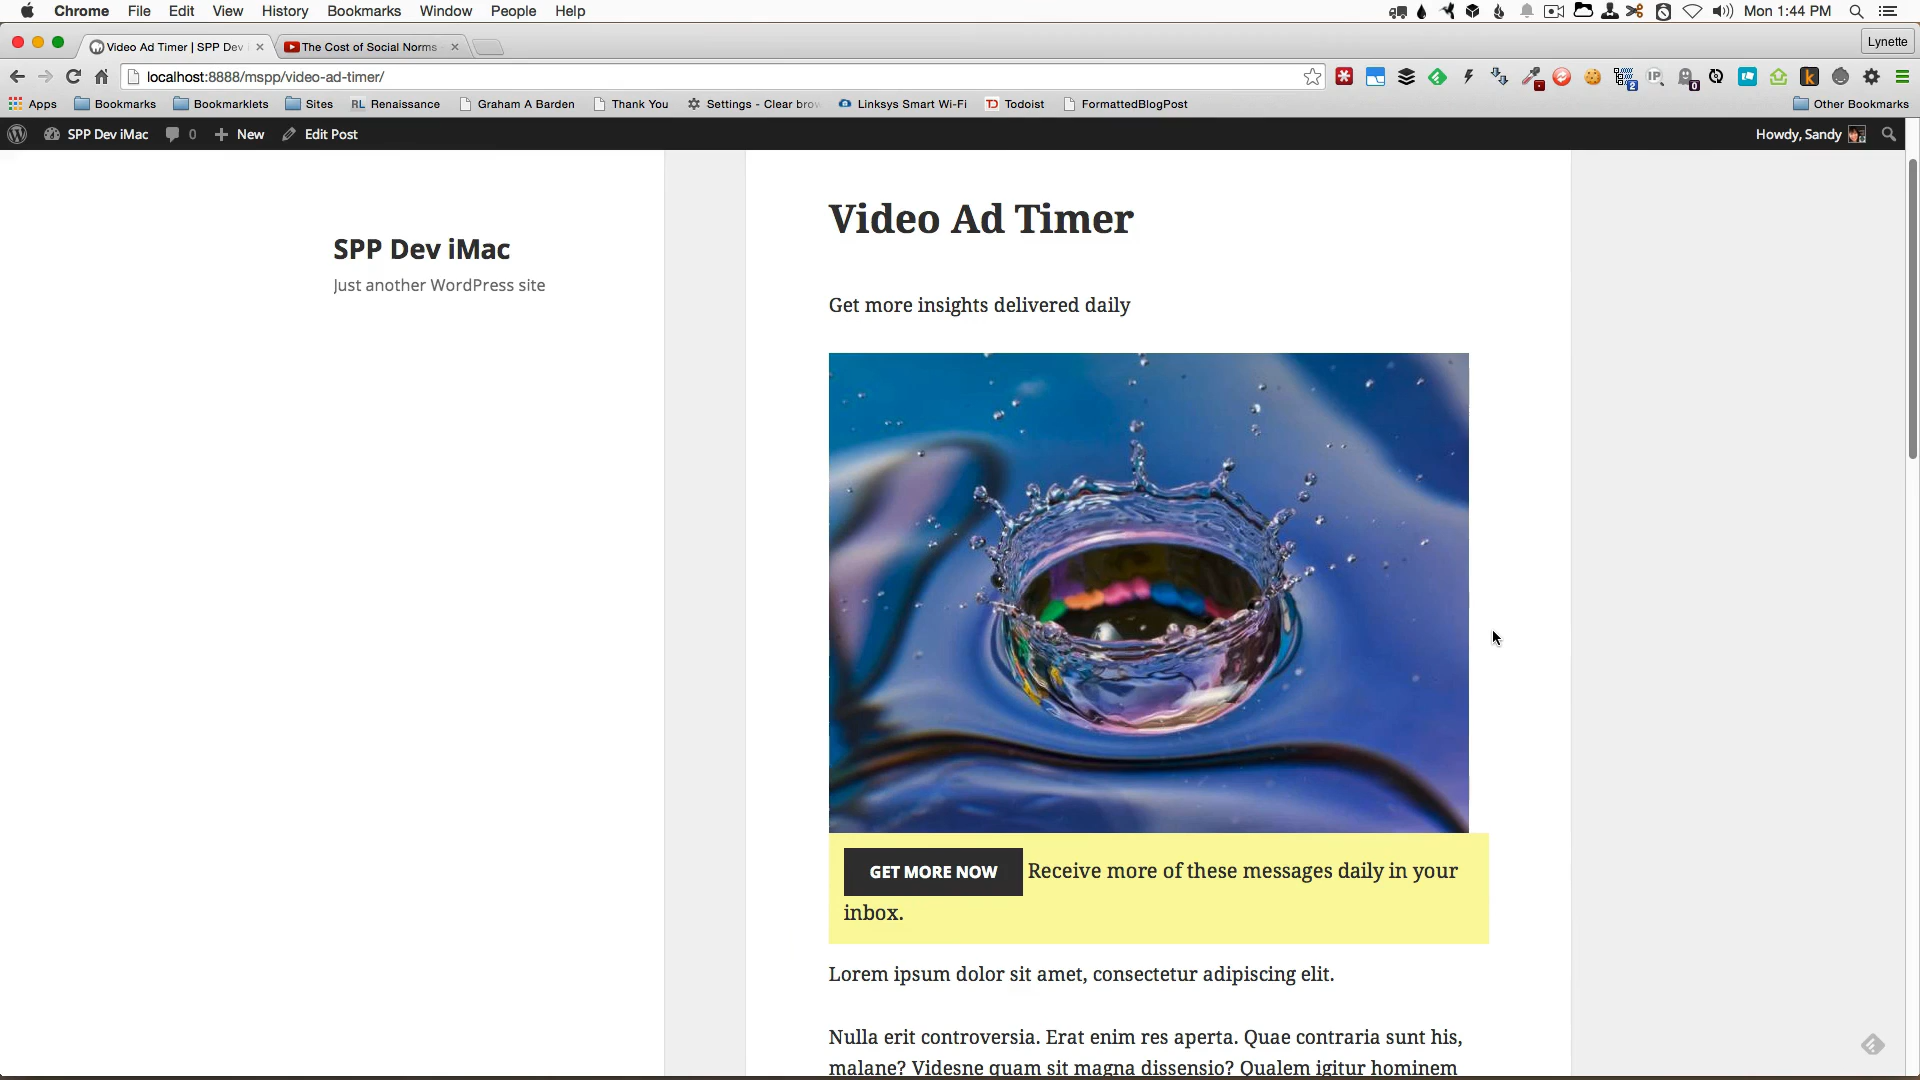 Chrome File Edit View History Bookmarks Window People Help
Mon 1:44 PM
Video Ad Timer | SPP Dev
The Cost of Social Norms
Lynette
localhost:8888/mspp/video-ad-timer/
Apps Bookmarks Bookmarklets Sites RL Renaissance Graham A Barden Thank You Settings - Clear brow Linksys Smart Wi-Fi Todoist FormattedBlogPost Other Bookmarks
SPP Dev iMac 0 New Edit Post
Howdy, Sandy
SPP Dev iMac
Just another WordPress site
Video Ad Timer
Get more insights delivered daily
GET MORE NOW Receive more of these messages daily in your
inbox.
Lorem ipsum dolor sit amet, consectetur adipiscing elit.
Nulla erit controversia. Erat enim res aperta. Quae contraria sunt his,
malane? Videsne quam sit magna dissensio? Qualem igitur hominem